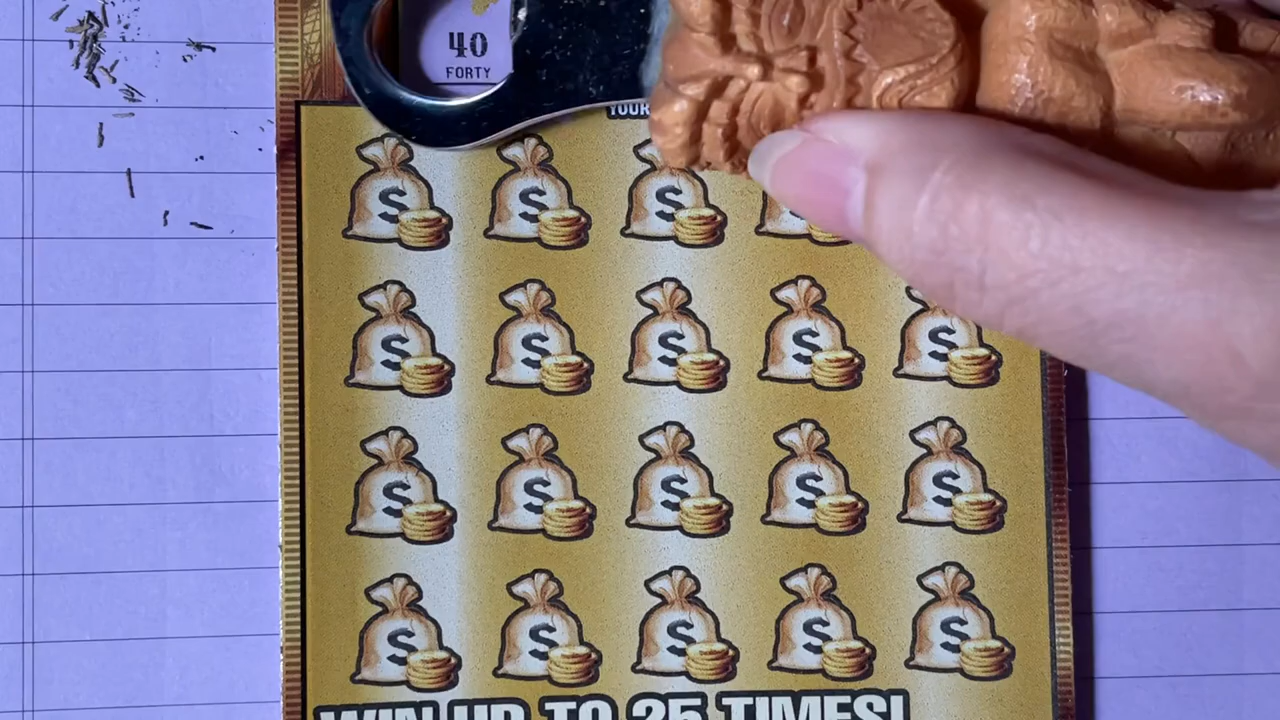 40
FORTY
YOUR
$ $ $
$ $ $ $ $
$ $ $ $ $
$ $ $ $ $
WIN UP TO 25 TIMES!